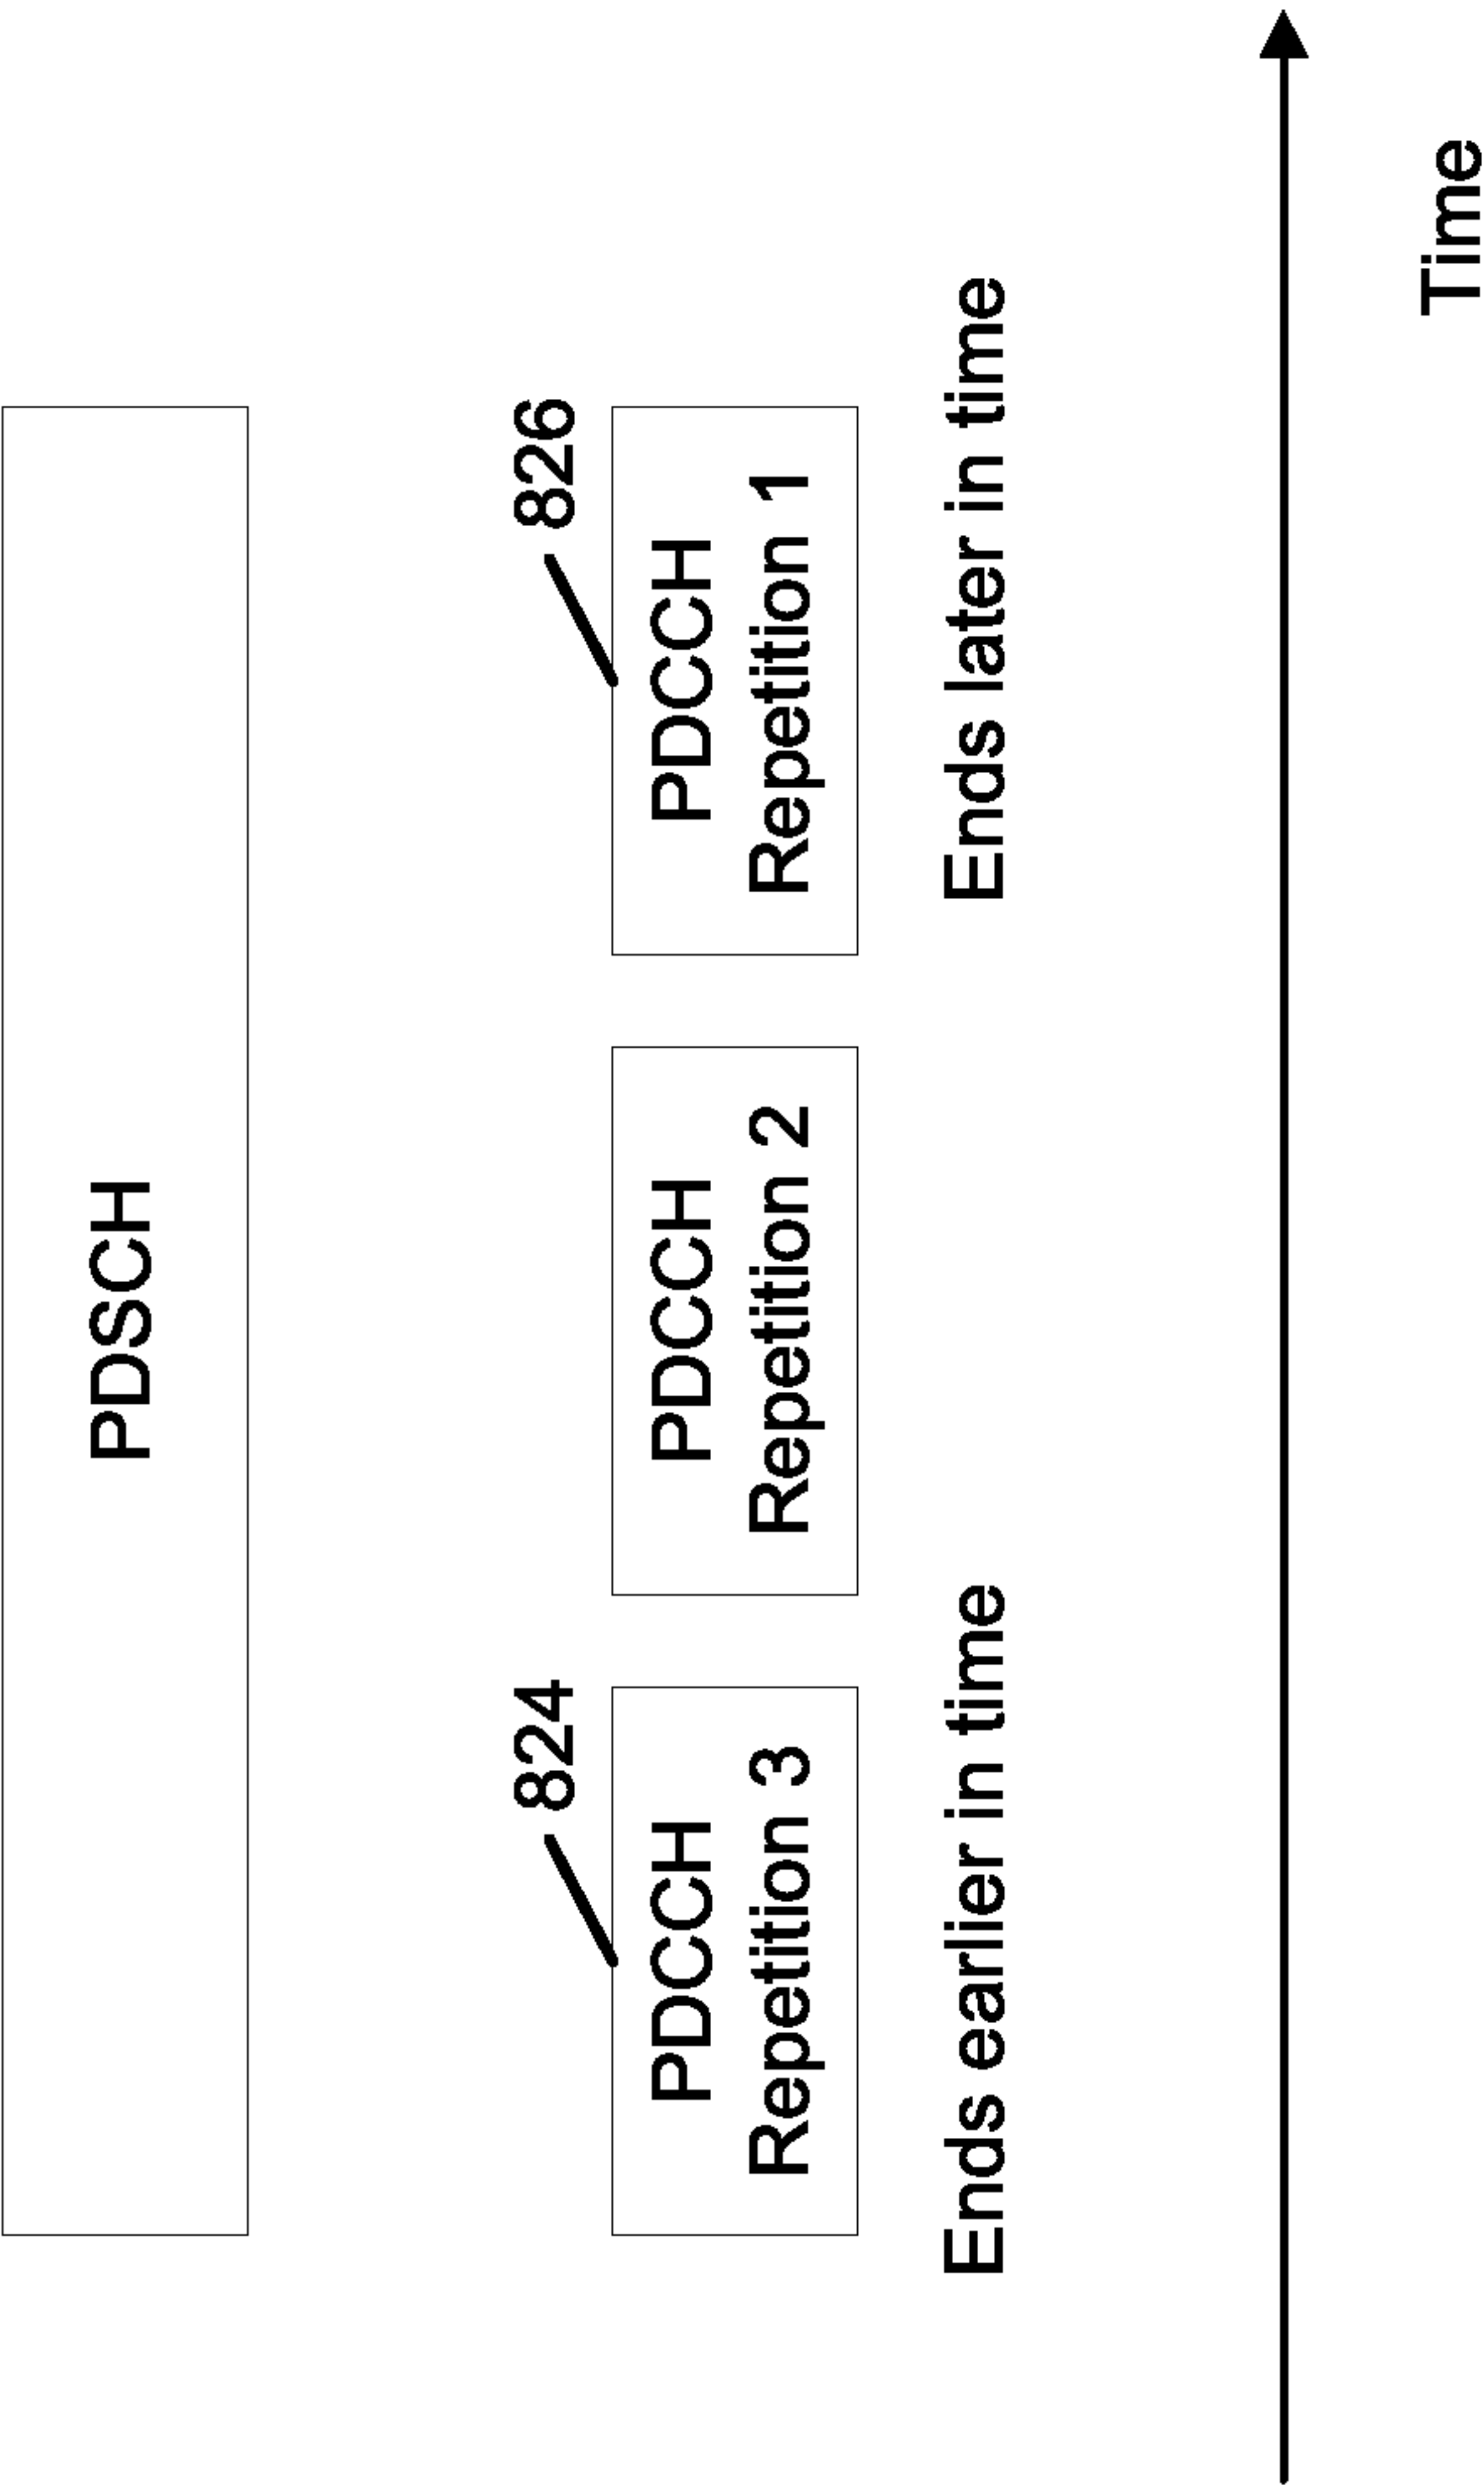 PDSCH
824
826
PDCCH
Repetition 3
PDCCH
Repetition 2
PDCCH
Repetition 1
Ends earlier in time
Ends later in time
Time